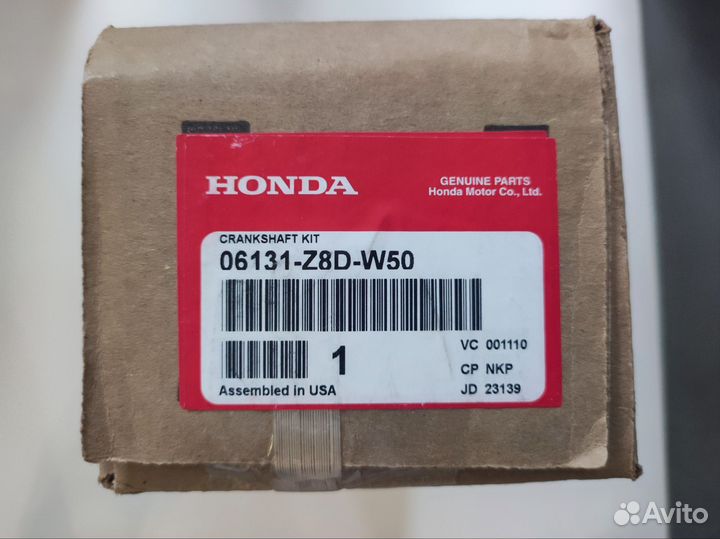 HONDA
GENUINE PARTS
Honda Motor Co., Ltd.
CRANKSHAFT KIT
06131-Z8D-W50
1
VC 001110
CP NKP
Assembled in USA
JD 23139
Avito